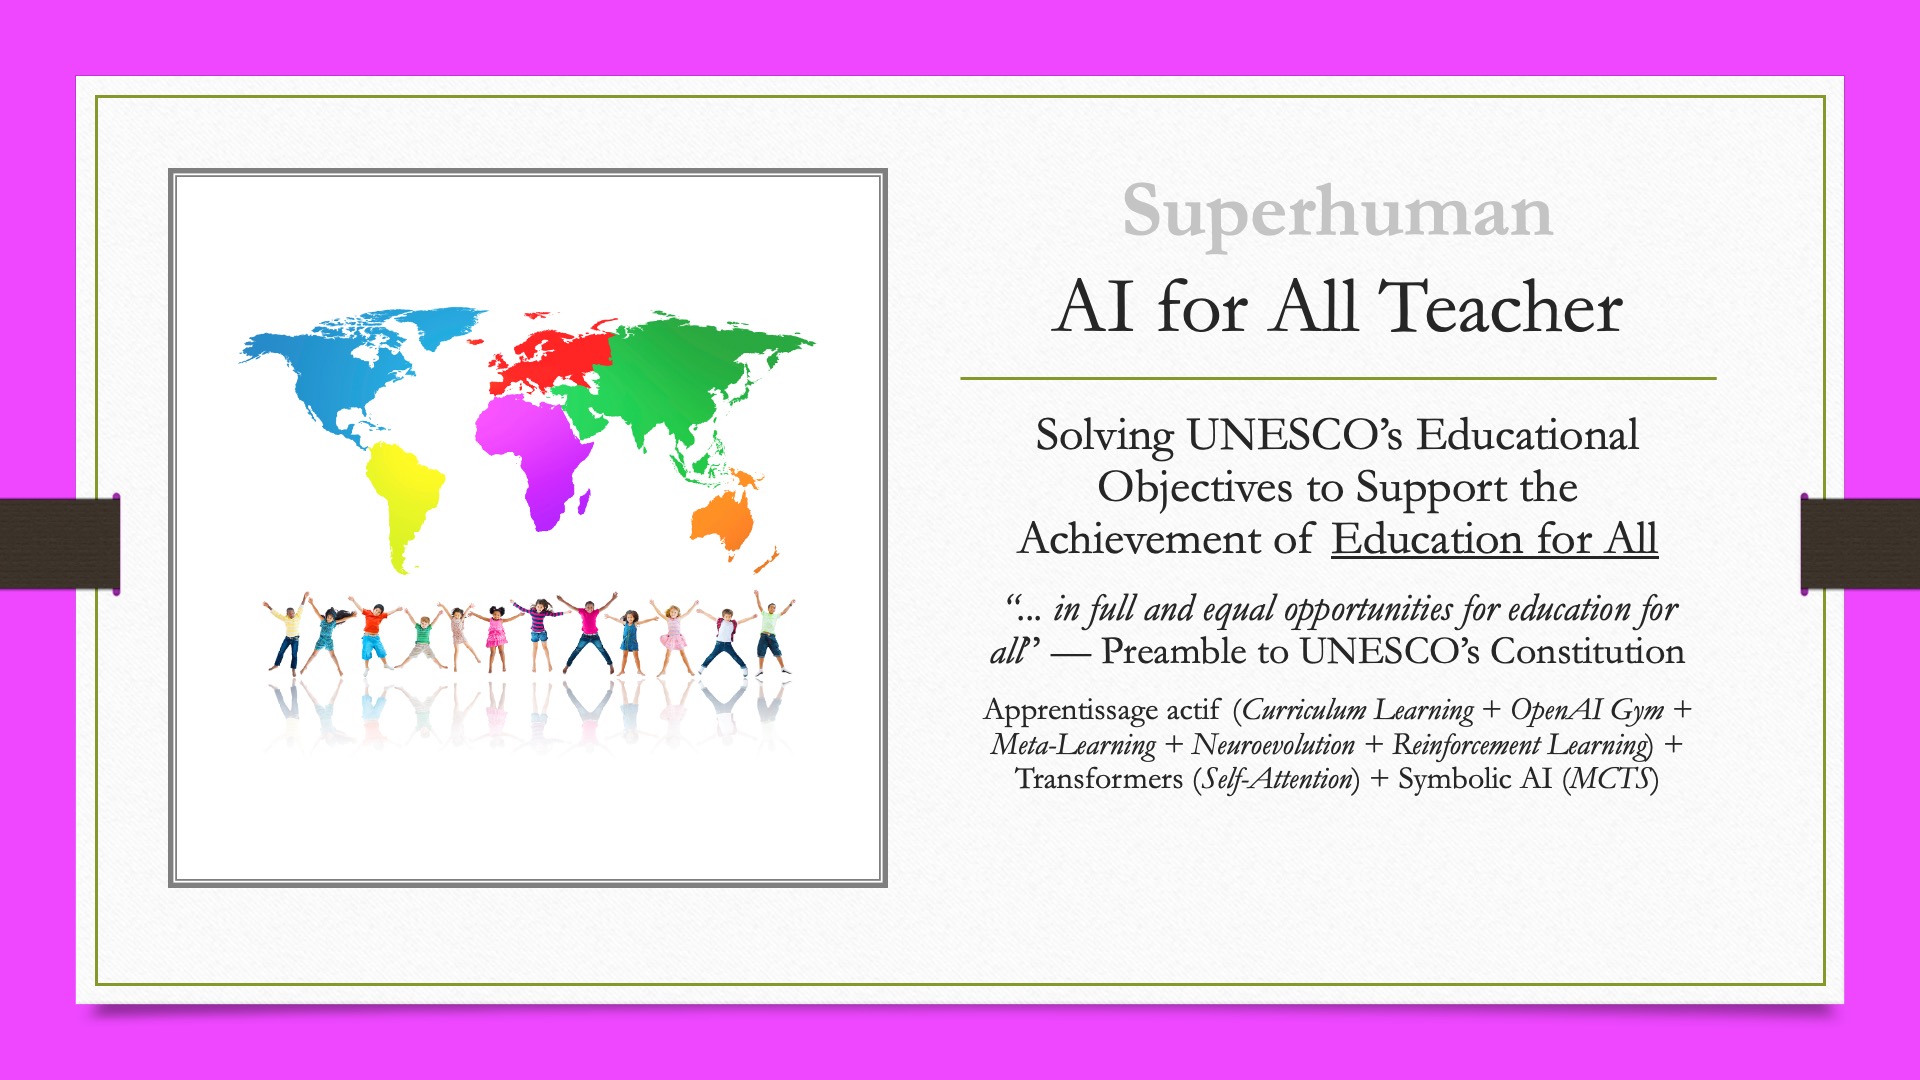 Superhuman
AI for All Teacher
Solving UNESCO’s Educational
Objectives to Support the
Achievement of Education for All
“... in full and equal opportunities for education for
all” — Preamble to UNESCO’s Constitution
Apprentissage actif (Curriculum Learning + OpenAI Gym +
Meta-Learning + Neuroevolution + Reinforcement Learning) +
Transformers (Self-Attention) + Symbolic AI (MCTS)